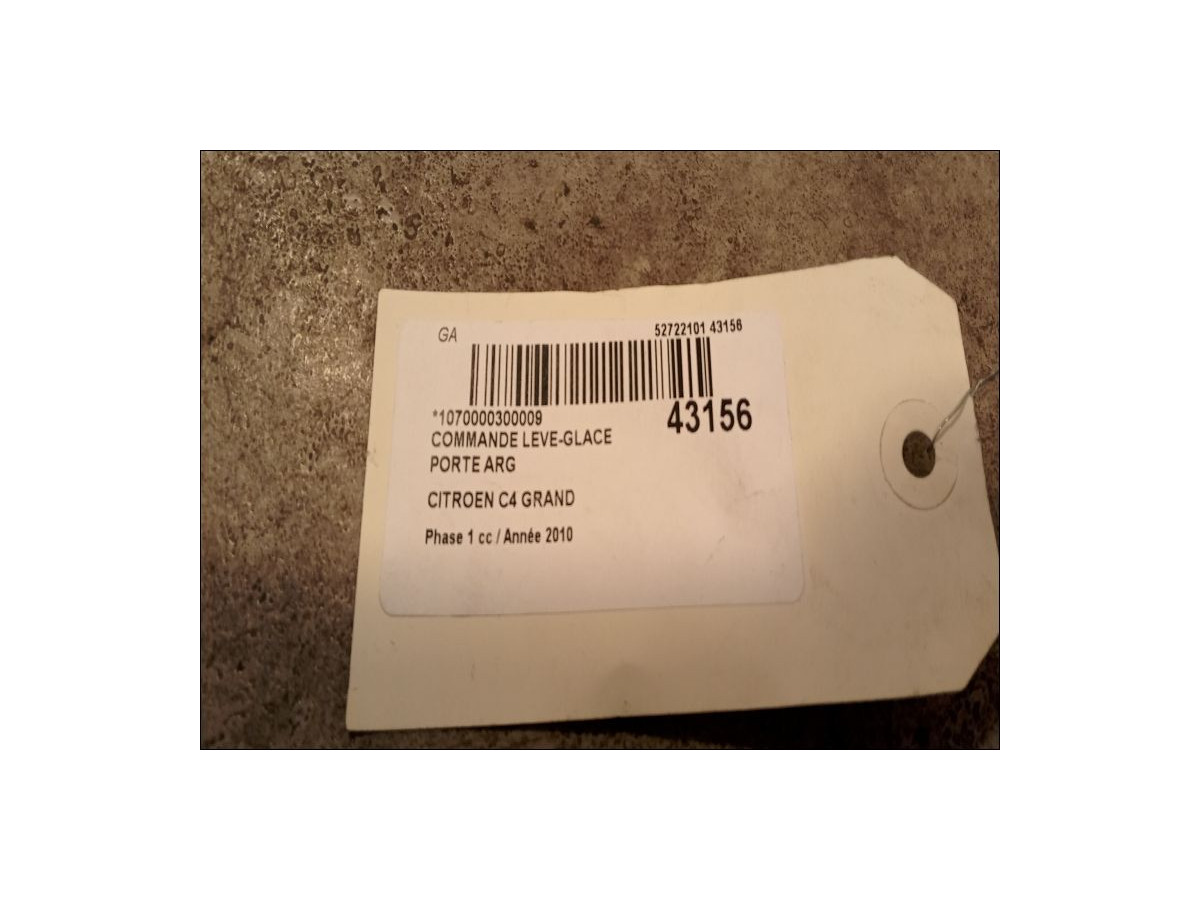 GA
52722101 43156
*1070000300009
43156
COMMANDE LEVE-GLACE
PORTE ARG
CITROEN C4 GRAND
Phase 1 cc / Année 2010